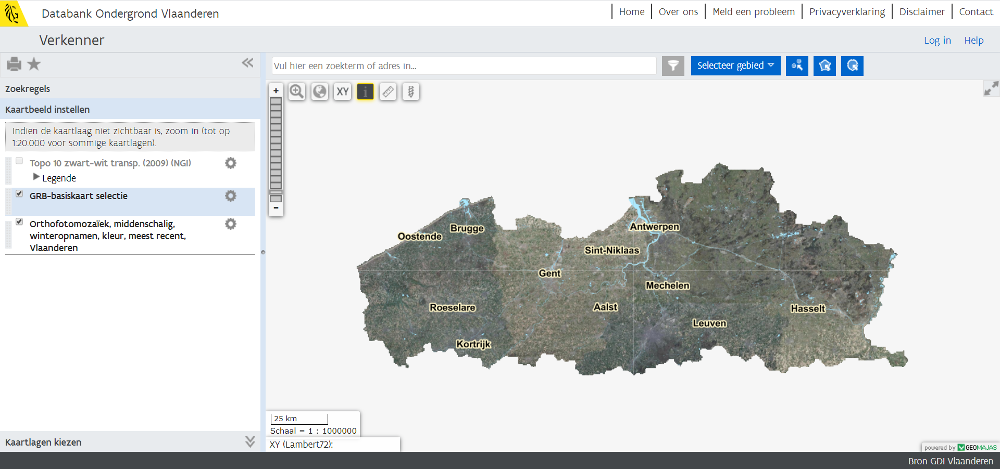 Databank Ondergrond Vlaanderen
Home
Over ons
Meld een probleem
Privacyverklaring
Disclaimer
Contact
Verkenner
Log in
Help
Vul hier een zoekterm of adres in...
Selecteer gebied
Zoekregels
Kaartbeeld instellen
Indien de kaartlaag niet zichtbaar is, zoom in (tot op
1:20.000 voor sommige kaartlagen).
Topo 10 zwart-wit transp. (2009) (NGI)
Legende
GRB-basiskaart selectie
Orthofotomozaïek, middenschalig,
winteropnamen, kleur, meest recent,
Vlaanderen
Kaartlagen kiezen
+
XY
i
-
Antwerpen
Brugge
Oostende
Sint-Niklaas
Gent
Mechelen
Roeselare
Aalst
Hasselt
Leuven
Kortrijk
25 km
Schaal = 1 : 1000000
XY (Lambert72):
powered by GEOMAJAS
Bron GDI Vlaanderen